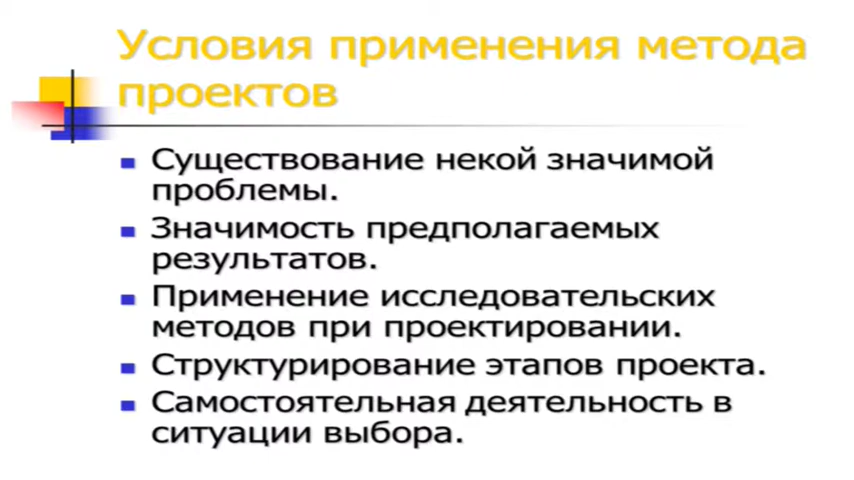 Условия применения метода
проектов
Существование некой значимой
проблемы.
Значимость предполагаемых
результатов.
Применение исследовательских
методов при проектировании.
Структурирование этапов проекта.
Самостоятельная деятельность в
ситуации выбора.